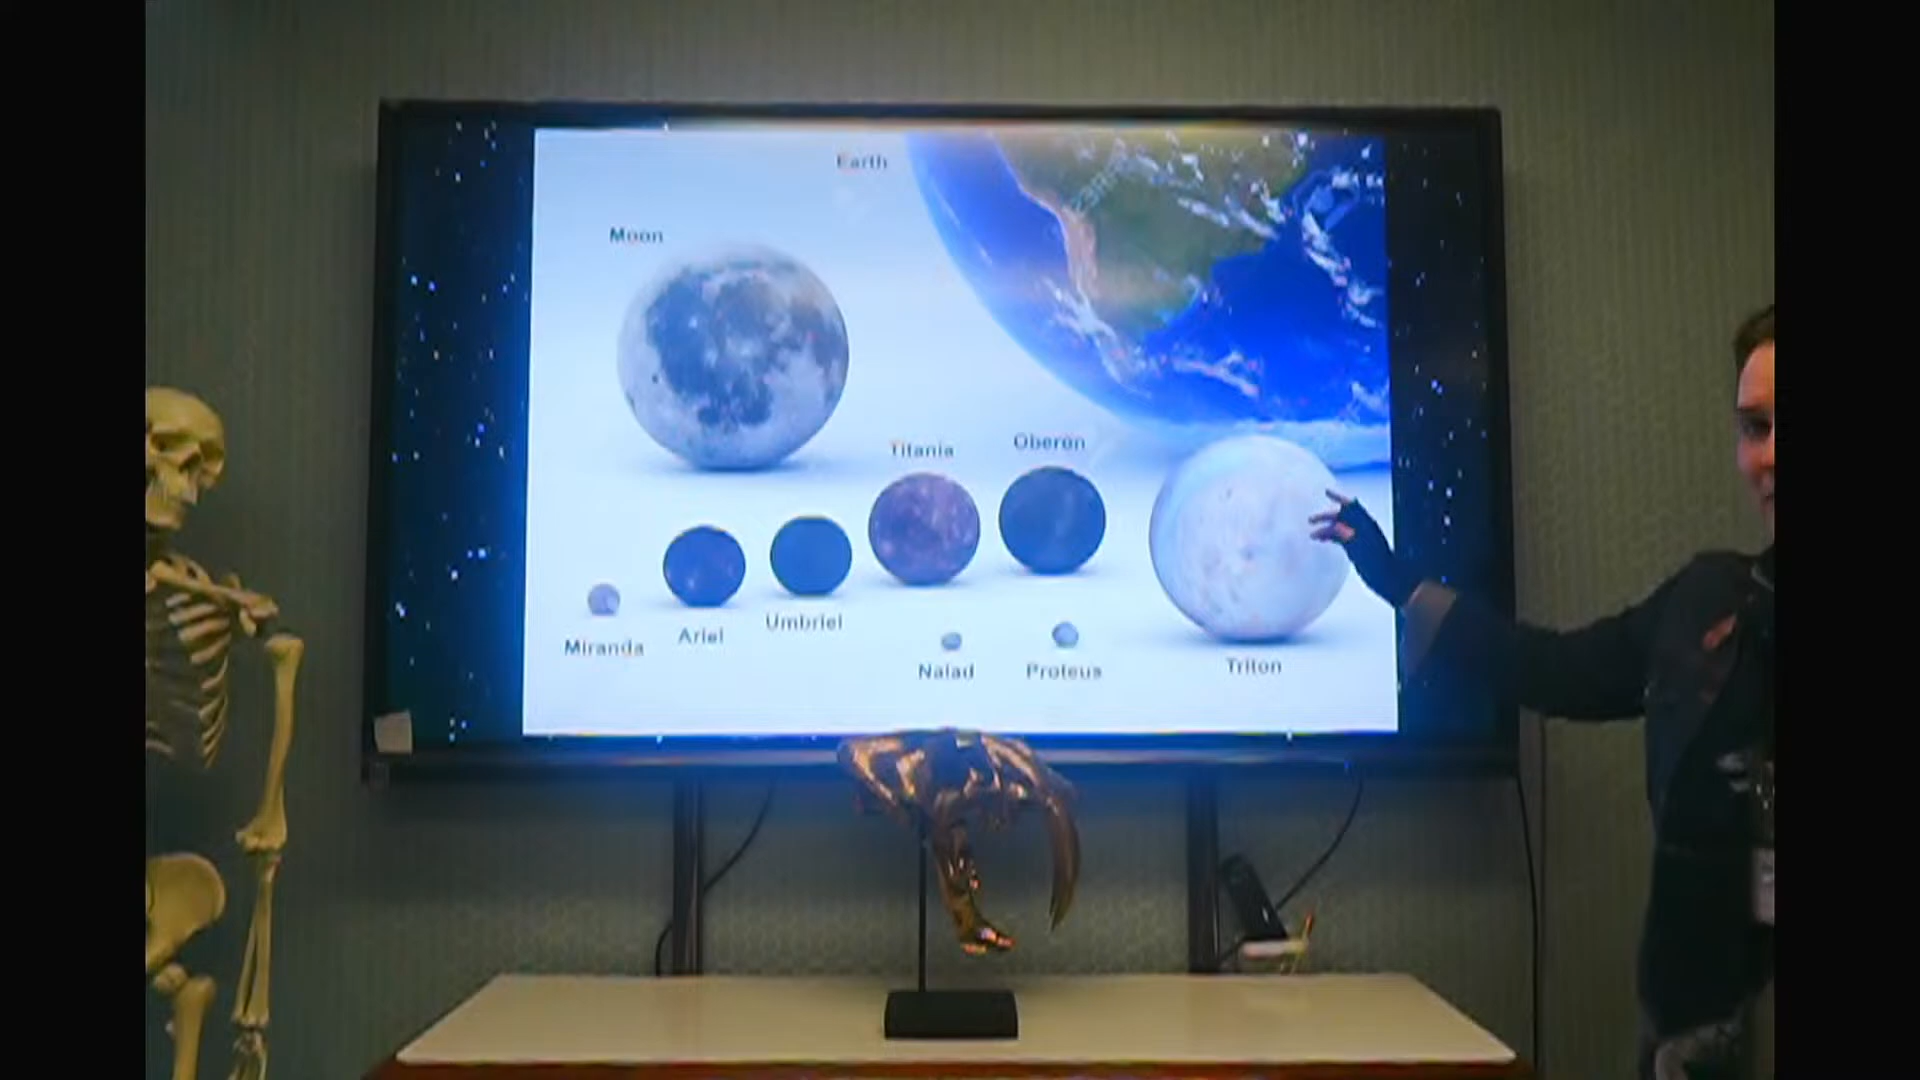 Earth
Moon
Titania
Oberon
Miranda
Ariel
Umbriel
Naiad
Proteus
Triton